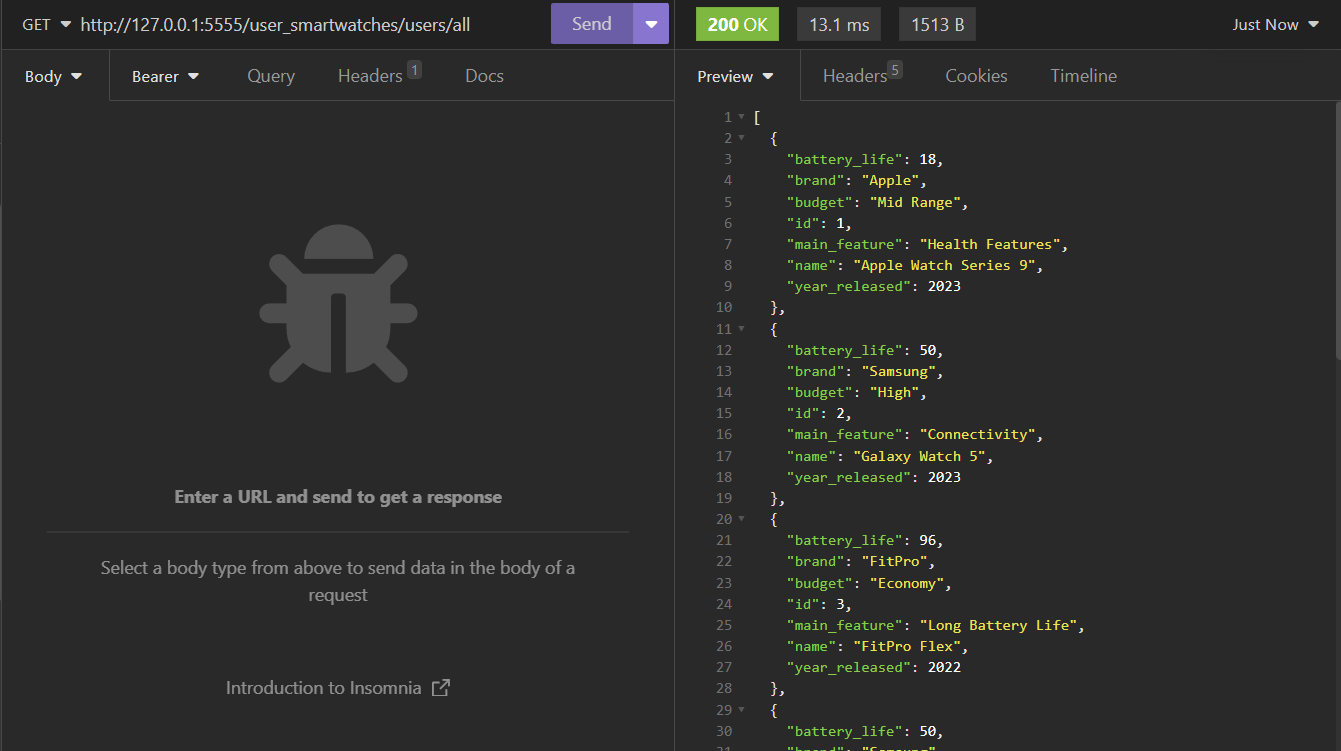 GET http://127.0.0.1:5555/user_smartwatches/users/all Send 200 OK 13.1 ms 1513 B Just Now
Body Bearer Query Headers 1 Docs Preview Headers 5 Cookies Timeline
Enter a URL and send to get a response
Select a body type from above to send data in the body of a
request
Introduction to Insomnia
1 [
2 {
3 "battery_life": 18,
4 "brand": "Apple",
5 "budget": "Mid Range",
6 "id": 1,
7 "main_feature": "Health Features",
8 "name": "Apple Watch Series 9",
9 "year_released": 2023
10 },
11 {
12 "battery_life": 50,
13 "brand": "Samsung",
14 "budget": "High",
15 "id": 2,
16 "main_feature": "Connectivity",
17 "name": "Galaxy Watch 5",
18 "year_released": 2023
19 },
20 {
21 "battery_life": 96,
22 "brand": "FitPro",
23 "budget": "Economy",
24 "id": 3,
25 "main_feature": "Long Battery Life",
26 "name": "FitPro Flex",
27 "year_released": 2022
28 },
29 {
30 "battery_life": 50,
31 "brand": "Samsung"